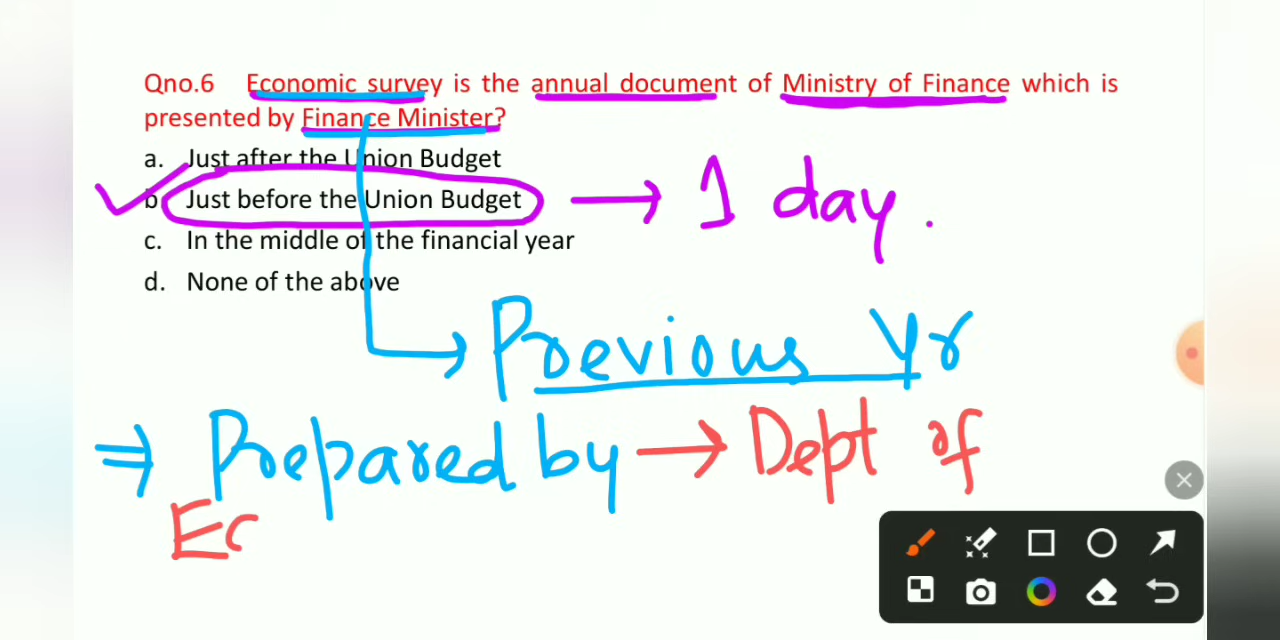 Qno.6 Economic survey is the annual document of Ministry of Finance which is
presented by Finance Minister?
a. Just after the Union Budget
b. Just before the Union Budget → 1 day.
c. In the middle of the financial year
d. None of the above
→ Previous Yr
⇒ Prepared by → Dept of
Ec